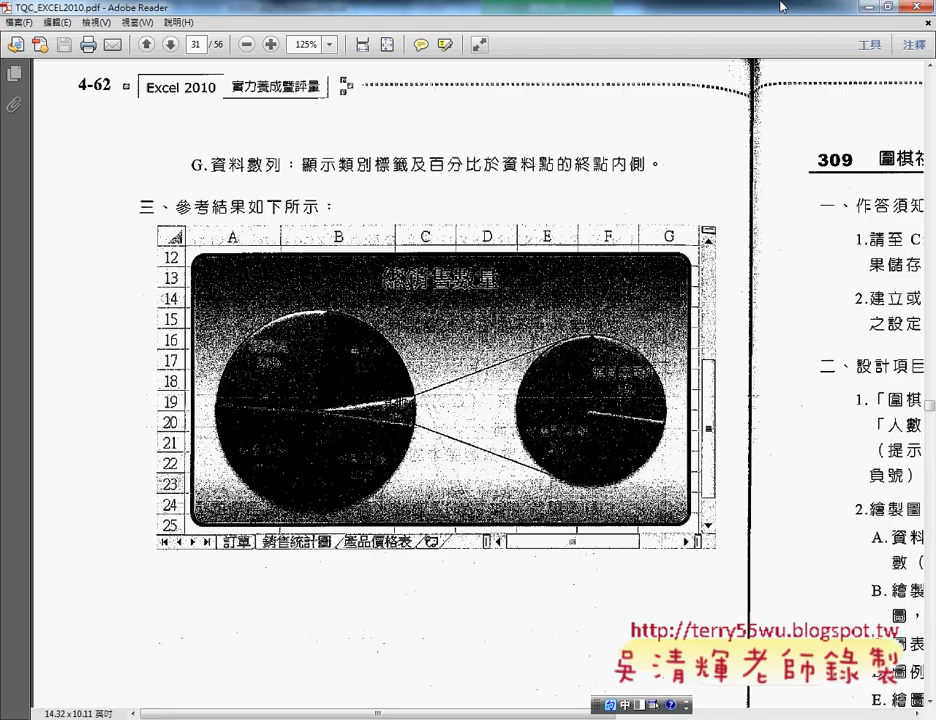 TQC_EXCEL2010.pdf - Adobe Reader
檔案(F) 編輯(E) 檢視(V) 視窗(W) 說明(H)
31 / 56 125% 工具 注釋
4-62 Excel 2010 實力養成暨評量
G.資料數列：顯示類別標籤及百分比於資料點的終點內側。
三、參考結果如下所示：
A B C D E F G
12
13
14
15
16
17
18
19
20
21
22
23
24
25
訂單 銷售統計圖 產品價格表
309 圍棋社
一、作答須知
1.請至 C
果儲存
2.建立或
之設定
二、設計項目
1.「圍棋
「人數
（提示
負號）
2.繪製圖
A.資料
數（
B.繪製
圖，
圖表
圖例
E.繪圖
http://terry55wu.blogspot.tw
吳清輝老師錄製
中
14.32 x 10.11 英吋